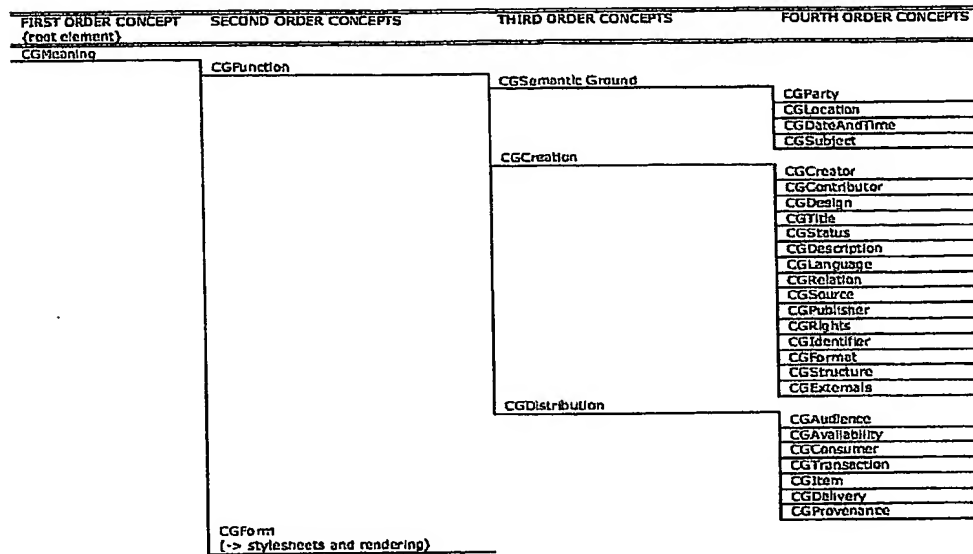 FIRST ORDER CONCEPT SECOND ORDER CONCEPTS THIRD ORDER CONCEPTS FOURTH ORDER CONCEPTS
{root element}
CGMeaning
CGFunction
CGSemantic Ground
CGParty
CGLocation
CGDateAndTime
CGSubject
CGCreation
CGCreator
CGContributor
CGDesign
CGTitle
CGStatus
CGDescription
CGLanguage
CGRelation
CGSource
CGPublisher
CGRights
CGIdentifier
CGFormat
CGStructure
CGExternals
CGDistribution
CGAudience
CGAvailability
CGConsumer
CGTransaction
CGItem
CGDelivery
CGProvenance
CGForm
{-> stylesheets and rendering}